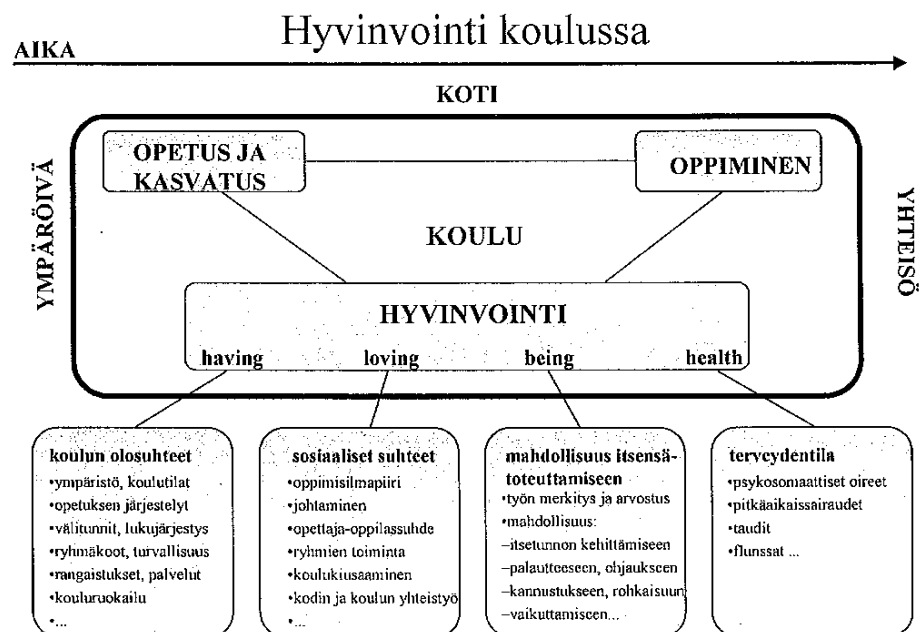 Hyvinvointi koulussa
AIKA
KOTI
YMPÄRÖIVÄ
YHTEISÖ
OPETUS JA
KASVATUS
OPPIMINEN
KOULU
HYVINVOINTI
having
loving
being
health
koulun olosuhteet
•ympäristö, koulutilat
•opetuksen järjestelyt
•välitunnit, lukujärjestys
•ryhmäkoot, turvallisuus
•rangaistukset, palvelut
•kouluruokailu
•...
sosiaaliset suhteet
•oppimisilmapiiri
•johtaminen
•opettaja-oppilassuhde
•ryhmien toiminta
•koulukiusaaminen
•kodin ja koulun yhteistyö
•...
mahdollisuus itsensä-
toteuttamiseen
•työn merkitys ja arvostus
•mahdollisuus:
–itsetunnon kehittämiseen
–palautteeseen, ohjaukseen
–kannustukseen, rohkaisuun
–vaikuttamiseen...
terveydentila
•psykosomaattiset oireet
•pitkäaikaissairaudet
•taudit
•flunssat ...